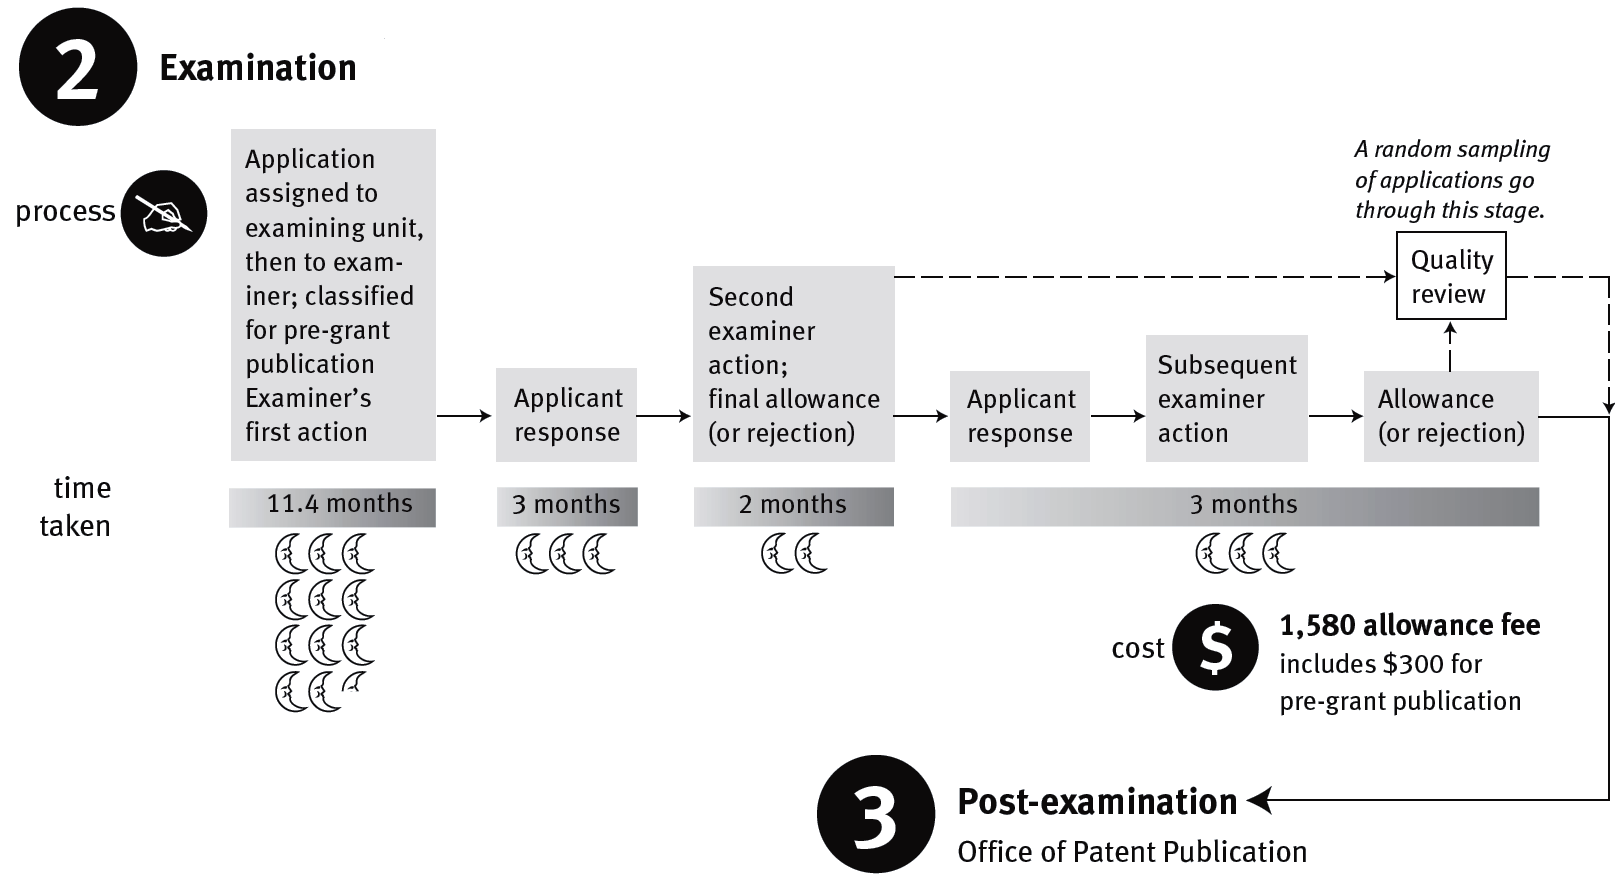 2
Examination
process
Application
assigned to
examining unit,
then to exam-
iner; classified
for pre-grant
publication
Examiner’s
first action
Applicant
response
Second
examiner
action;
final allowance
(or rejection)
Applicant
response
Subsequent
examiner
action
Allowance
(or rejection)
A random sampling
of applications go
through this stage.
Quality
review
time
taken
11.4 months
3 months
2 months
3 months
cost
$
1,580 allowance fee
includes $300 for
pre-grant publication
3
Post-examination
Office of Patent Publication